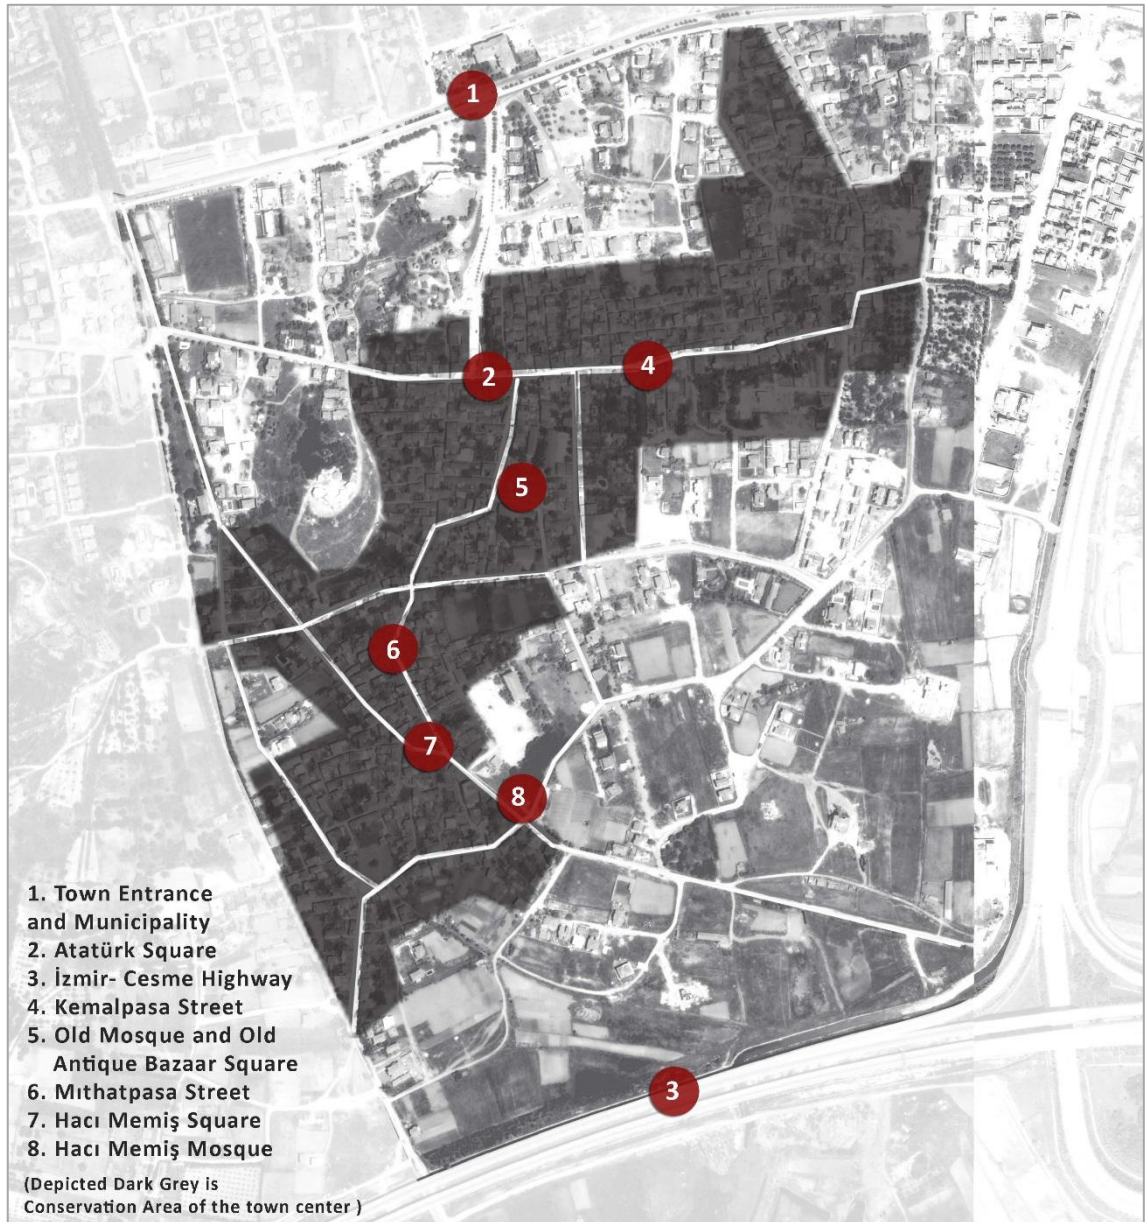 1
2
4
5
6
7
8
3
1. Town Entrance
and Municipality
2. Atatürk Square
3. İzmir- Cesme Highway
4. Kemalpasa Street
5. Old Mosque and Old
Antique Bazaar Square
6. Mıthatpasa Street
7. Hacı Memiş Square
8. Hacı Memiş Mosque
(Depicted Dark Grey is
Conservation Area of the town center )